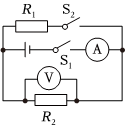 R₁ S₂
S₁ A
V
R₂